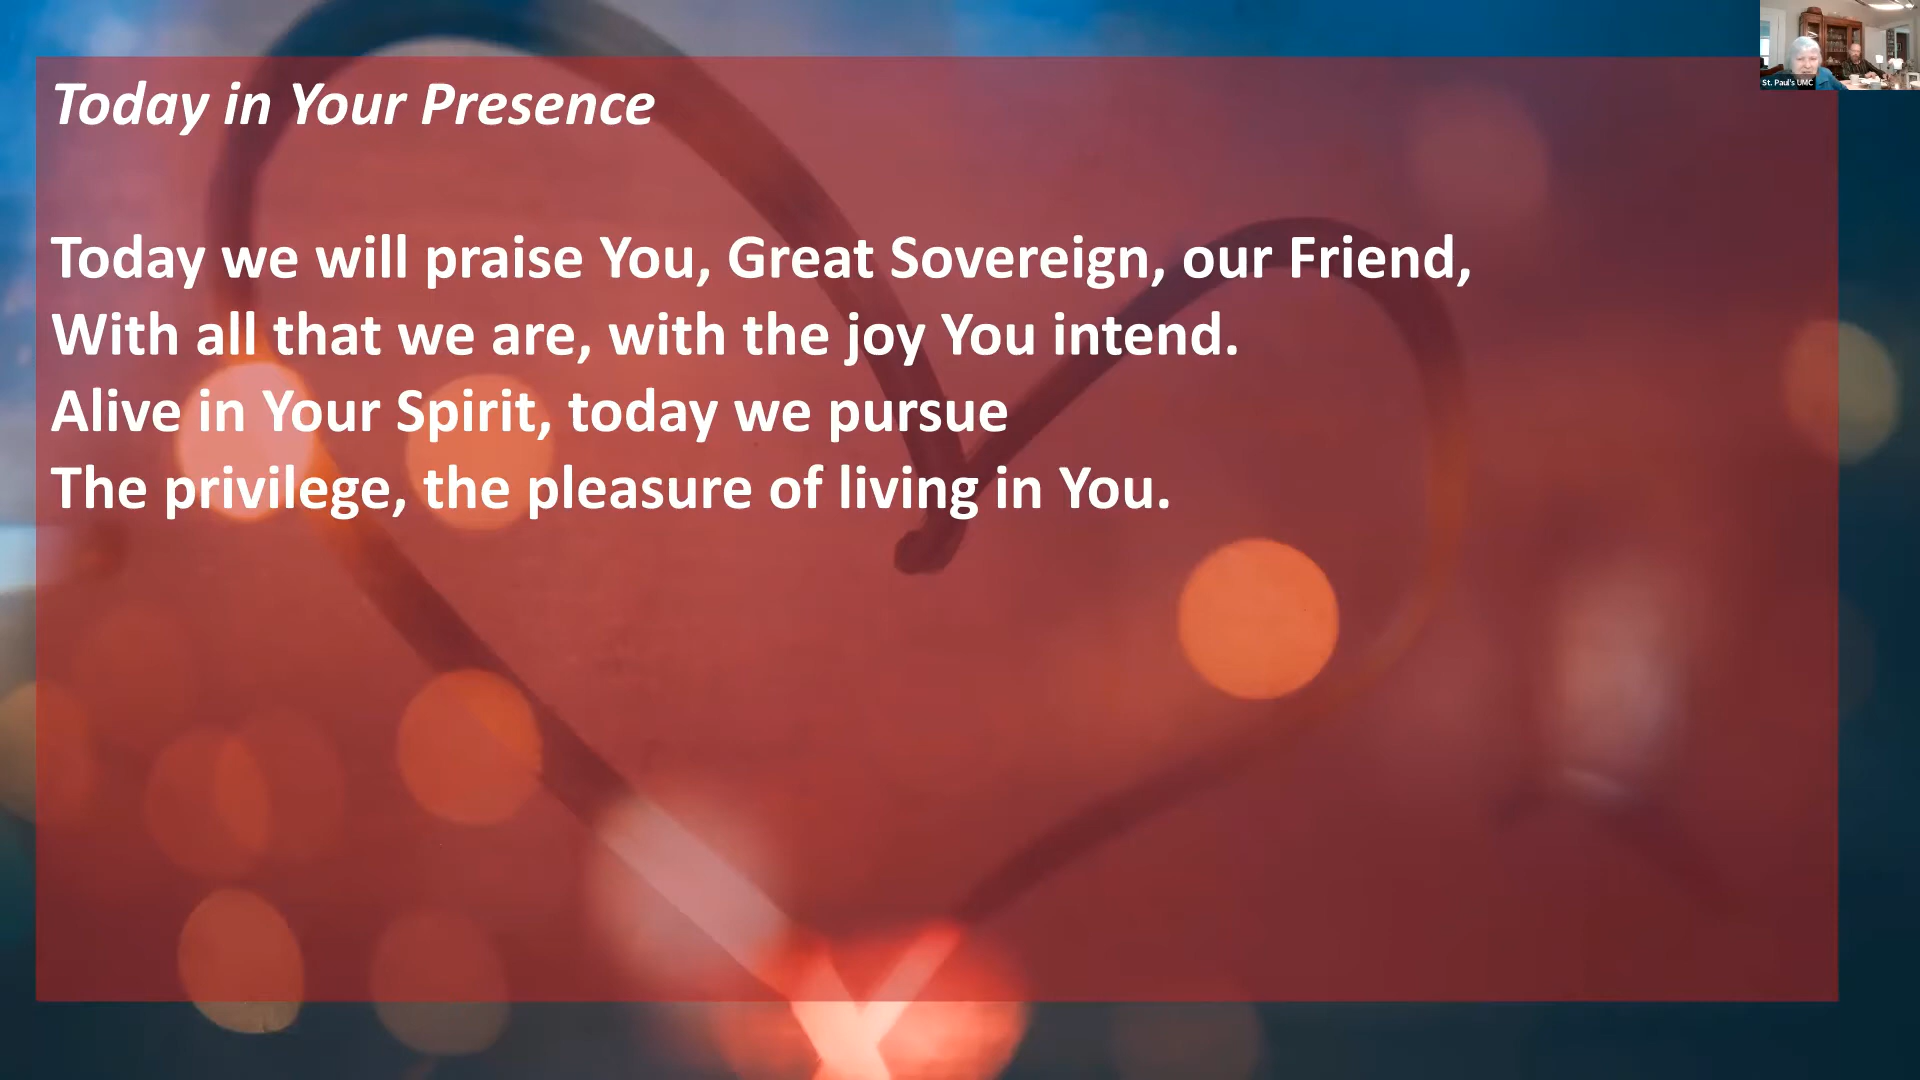 St. Paul's UMC
Today in Your Presence
Today we will praise You, Great Sovereign, our Friend,
With all that we are, with the joy You intend.
Alive in Your Spirit, today we pursue
The privilege, the pleasure of living in You.